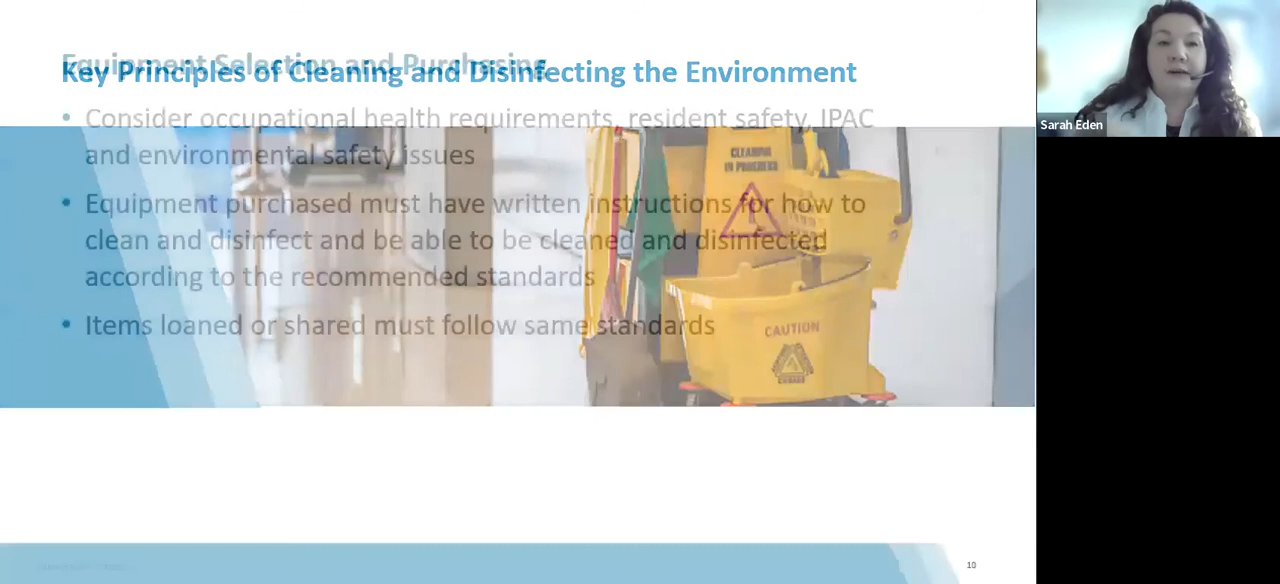 Equipment Selection and Purchasing
Key Principles of Cleaning and Disinfecting the Environment
• Consider occupational health requirements, resident safety, IPAC
and environmental safety issues
• Equipment purchased must have written instructions for how to
clean and disinfect and be able to be cleaned and disinfected
according to the recommended standards
• Items loaned or shared must follow same standards
CLEANING
IN PROGRESS
CAUTION
Sarah Eden
10